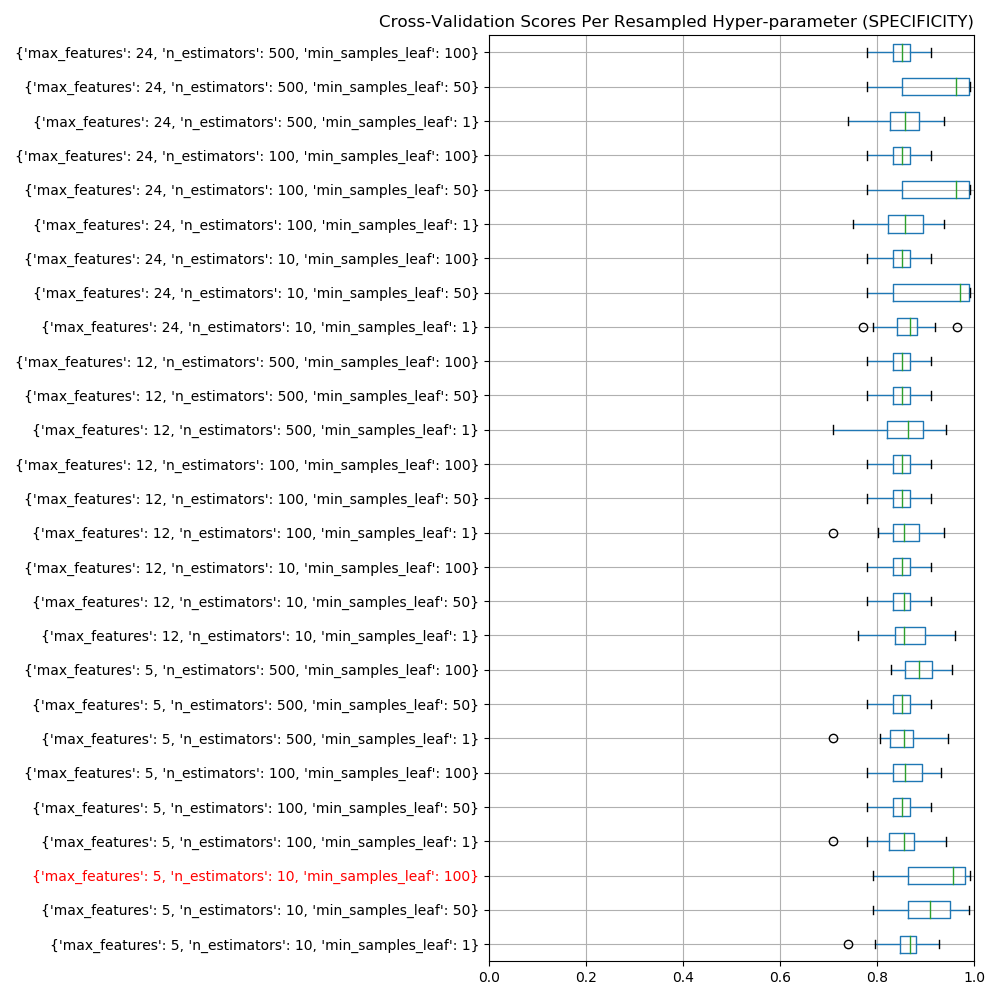 Cross-Validation Scores Per Resampled Hyper-parameter (SPECIFICITY)
{'max_features': 24, 'n_estimators': 500, 'min_samples_leaf': 100}
{'max_features': 24, 'n_estimators': 500, 'min_samples_leaf': 50}
{'max_features': 24, 'n_estimators': 500, 'min_samples_leaf': 1}
{'max_features': 24, 'n_estimators': 100, 'min_samples_leaf': 100}
{'max_features': 24, 'n_estimators': 100, 'min_samples_leaf': 50}
{'max_features': 24, 'n_estimators': 100, 'min_samples_leaf': 1}
{'max_features': 24, 'n_estimators': 10, 'min_samples_leaf': 100}
{'max_features': 24, 'n_estimators': 10, 'min_samples_leaf': 50}
{'max_features': 24, 'n_estimators': 10, 'min_samples_leaf': 1}
{'max_features': 12, 'n_estimators': 500, 'min_samples_leaf': 100}
{'max_features': 12, 'n_estimators': 500, 'min_samples_leaf': 50}
{'max_features': 12, 'n_estimators': 500, 'min_samples_leaf': 1}
{'max_features': 12, 'n_estimators': 100, 'min_samples_leaf': 100}
{'max_features': 12, 'n_estimators': 100, 'min_samples_leaf': 50}
{'max_features': 12, 'n_estimators': 100, 'min_samples_leaf': 1}
{'max_features': 12, 'n_estimators': 10, 'min_samples_leaf': 100}
{'max_features': 12, 'n_estimators': 10, 'min_samples_leaf': 50}
{'max_features': 12, 'n_estimators': 10, 'min_samples_leaf': 1}
{'max_features': 5, 'n_estimators': 500, 'min_samples_leaf': 100}
{'max_features': 5, 'n_estimators': 500, 'min_samples_leaf': 50}
{'max_features': 5, 'n_estimators': 500, 'min_samples_leaf': 1}
{'max_features': 5, 'n_estimators': 100, 'min_samples_leaf': 100}
{'max_features': 5, 'n_estimators': 100, 'min_samples_leaf': 50}
{'max_features': 5, 'n_estimators': 100, 'min_samples_leaf': 1}
{'max_features': 5, 'n_estimators': 10, 'min_samples_leaf': 100}
{'max_features': 5, 'n_estimators': 10, 'min_samples_leaf': 50}
{'max_features': 5, 'n_estimators': 10, 'min_samples_leaf': 1}
0.0 0.2 0.4 0.6 0.8 1.0